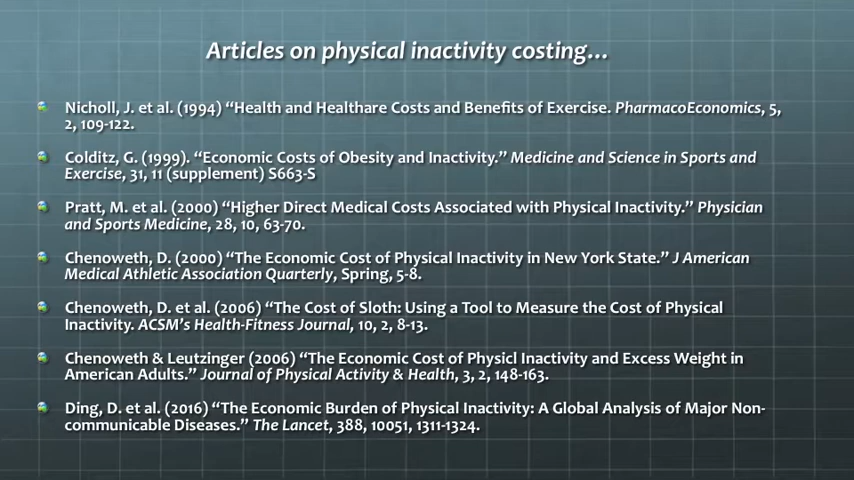 Articles on physical inactivity costing...
Nicholl, J. et al. (1994) “Health and Healthare Costs and Benefits of Exercise. PharmacoEconomics, 5,
2, 109-122.
Colditz, G. (1999). “Economic Costs of Obesity and Inactivity.” Medicine and Science in Sports and
Exercise, 31, 11 (supplement) S663-S
Pratt, M. et al. (2000) “Higher Direct Medical Costs Associated with Physical Inactivity.” Physician
and Sports Medicine, 28, 10, 63-70.
Chenoweth, D. (2000) “The Economic Cost of Physical Inactivity in New York State.” J American
Medical Athletic Association Quarterly, Spring, 5-8.
Chenoweth, D. et al. (2006) “The Cost of Sloth: Using a Tool to Measure the Cost of Physical
Inactivity. ACSM’s Health-Fitness Journal, 10, 2, 8-13.
Chenoweth & Leutzinger (2006) “The Economic Cost of Physicl Inactivity and Excess Weight in
American Adults.” Journal of Physical Activity & Health, 3, 2, 148-163.
Ding, D. et al. (2016) “The Economic Burden of Physical Inactivity: A Global Analysis of Major Non-
communicable Diseases.” The Lancet, 388, 10051, 1311-1324.